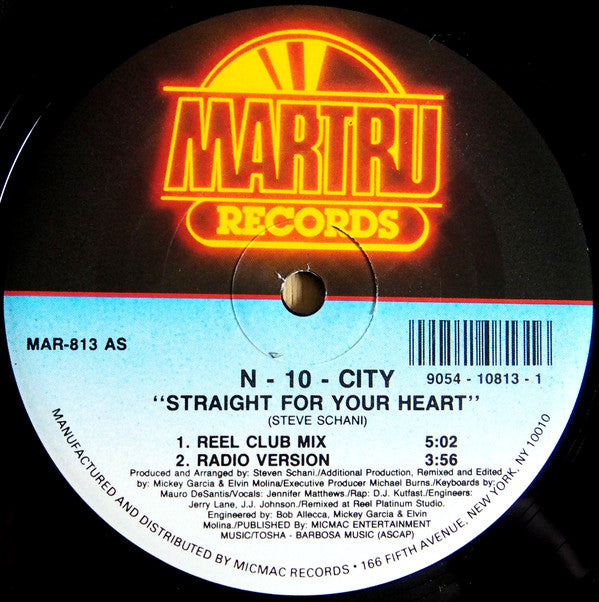 MARTRU
RECORDS
MAR-813 AS
9054 - 10813 - 1
N - 10 - CITY
"STRAIGHT FOR YOUR HEART"
(STEVE SCHANI)
1. REEL CLUB MIX 5:02
2. RADIO VERSION 3:56
Produced and Arranged by: Steven Schani./Additional Production, Remixed and Edited
by: Mickey Garcia & Elvin Molina/Executive Producer Michael Burns./Keyboards by:
Mauro DeSantis/Vocals: Jennifer Matthews./Rap: D.J. Kutfast./Engineers:
Jerry Lane, J.J. Johnson./Remixed at Reel Platinum Studio.
Engineered by: Bob Allecca, Mickey Garcia & Elvin
Molina./PUBLISHED By: MICMAC ENTERTAINMENT
MUSIC/TOSHA - BARBOSA MUSIC (ASCAP)
MANUFACTURED AND DISTRIBUTED BY MICMAC RECORDS • 166 FIFTH AVENUE, NEW YORK, NY 10010